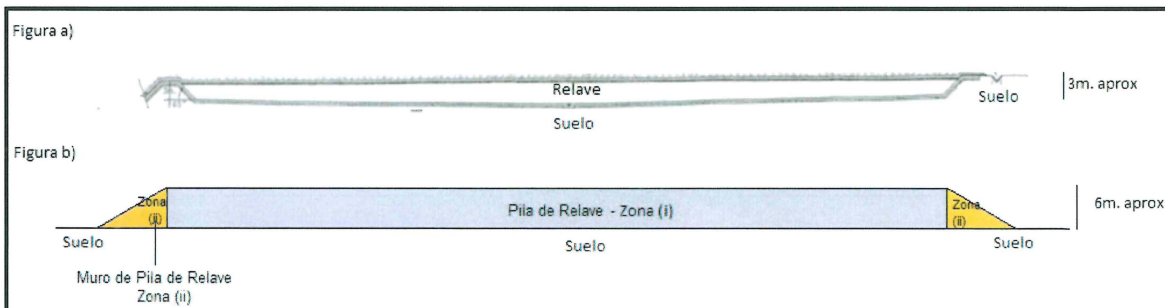 Figura a)
Relave
Suelo
3m. aprox
Suelo
Figura b)
Zona
(ii)
Pila de Relave - Zona (i)
Zona
(ii)
6m. aprox
Suelo
Suelo
Suelo
Muro de Pila de Relave
Zona (ii)